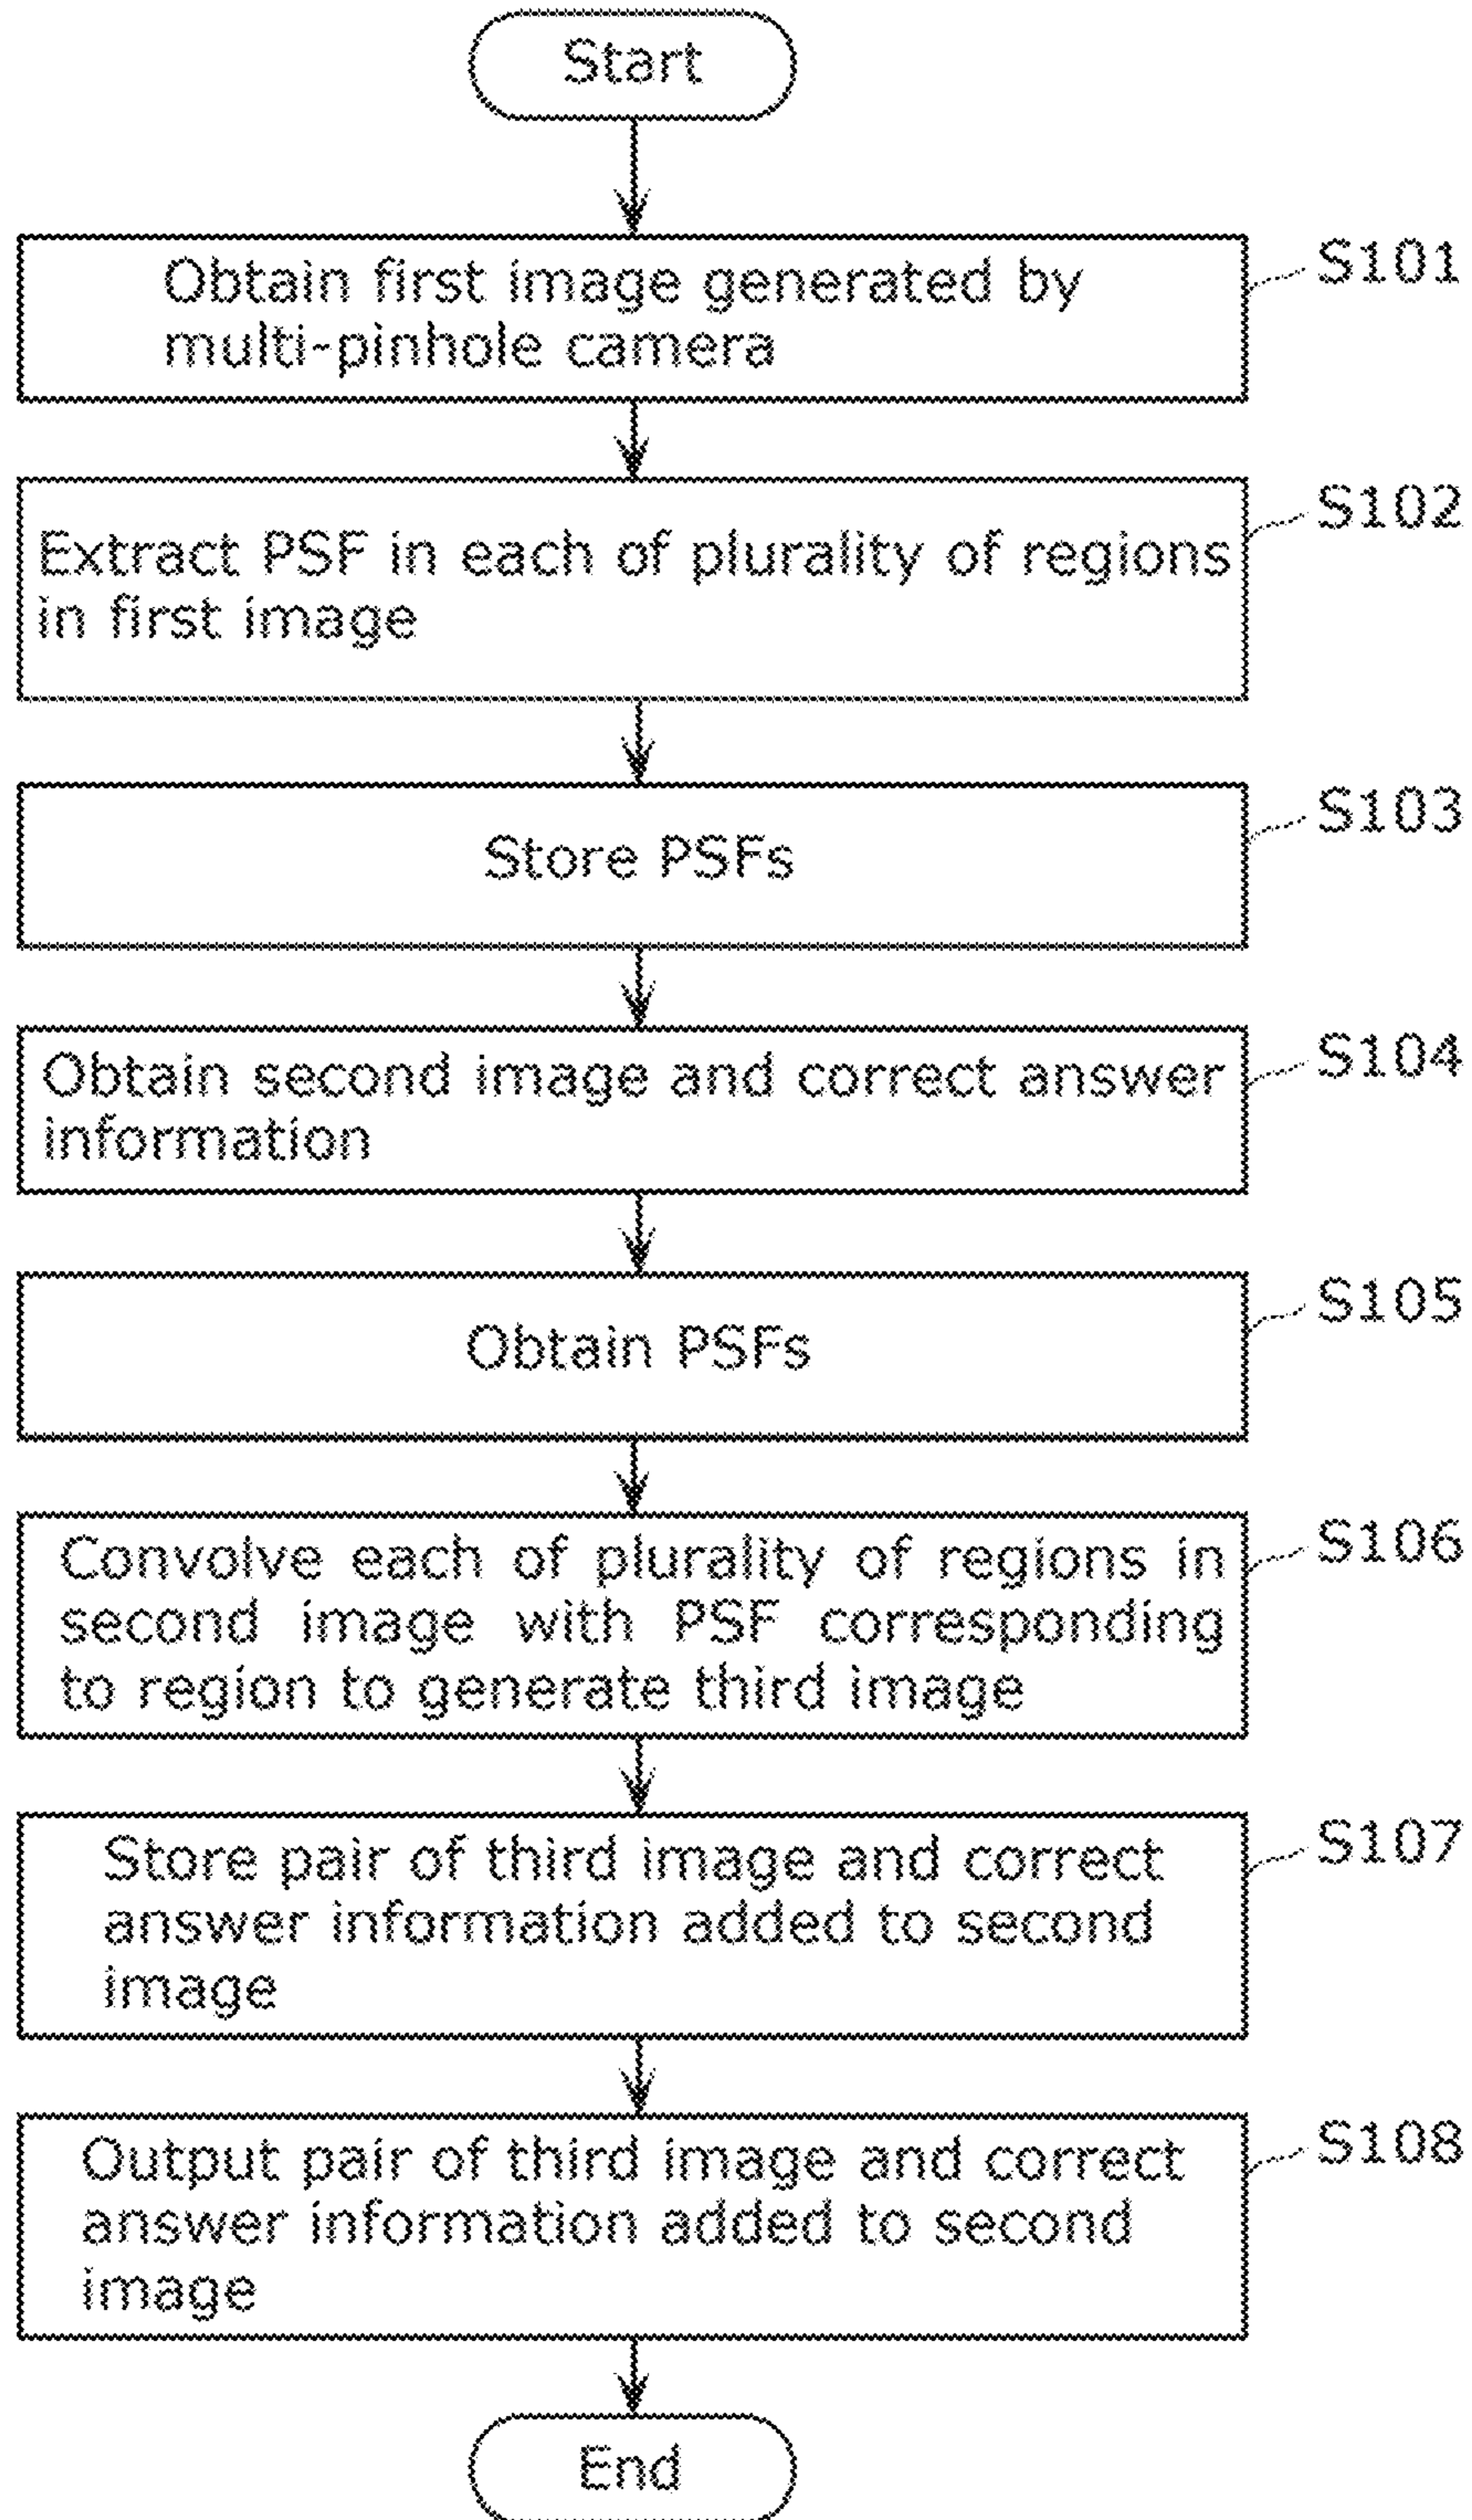 Start
Obtain first image generated by
multi-pinhole camera
S101
Extract PSF in each of plurality of regions
in first image
S102
Store PSFs
S103
Obtain second image and correct answer
information
S104
Obtain PSFs
S105
Convolve each of plurality of regions in
second image with PSF corresponding
to region to generate third image
S106
Store pair of third image and correct
answer information added to second
image
S107
Output pair of third image and correct
answer information added to second
image
S108
End